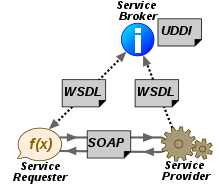 Service
Broker
UDDI
i
WSDL
WSDL
f(x)
SOAP
Service
Requester
Service
Provider